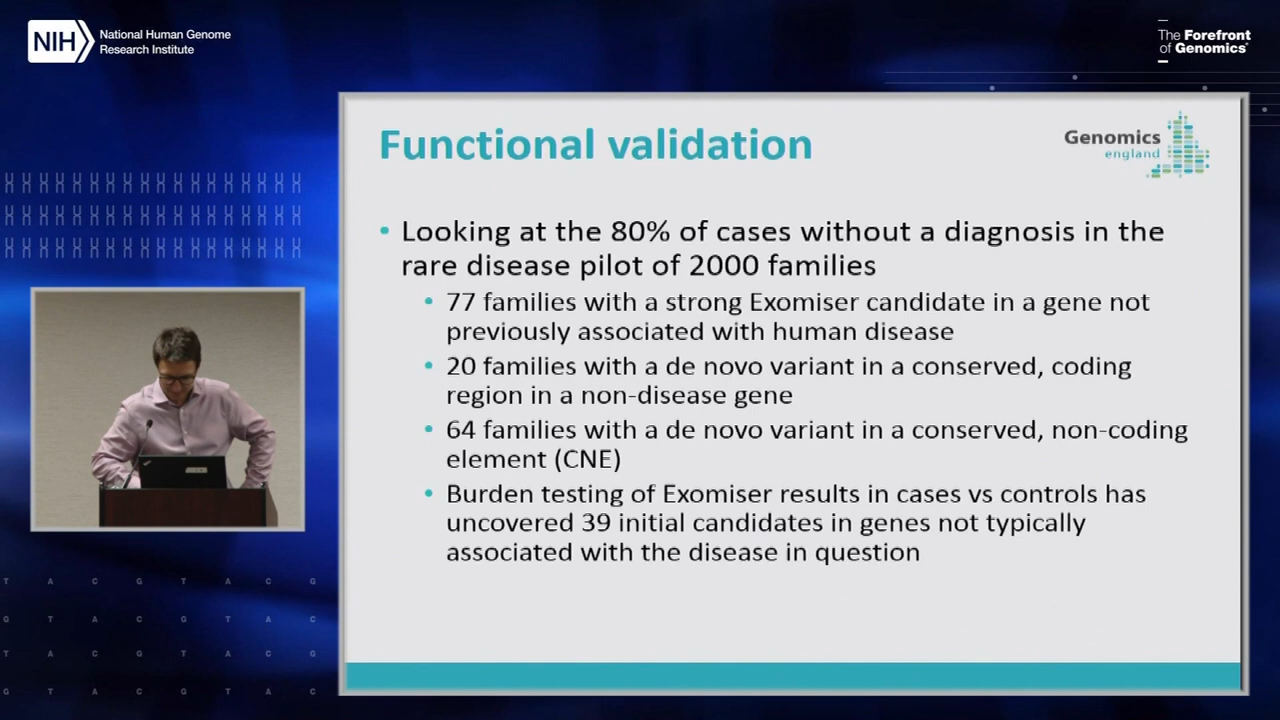 NIH
National Human Genome
Research Institute
The Forefront
of Genomics®
Functional validation
Genomics
england
• Looking at the 80% of cases without a diagnosis in the
rare disease pilot of 2000 families
• 77 families with a strong Exomiser candidate in a gene not
previously associated with human disease
• 20 families with a de novo variant in a conserved, coding
region in a non-disease gene
• 64 families with a de novo variant in a conserved, non-coding
element (CNE)
• Burden testing of Exomiser results in cases vs controls has
uncovered 39 initial candidates in genes not typically
associated with the disease in question
T A C G T A C G
G T A C G T A C
T A C G T A C G
G T A C G T A C